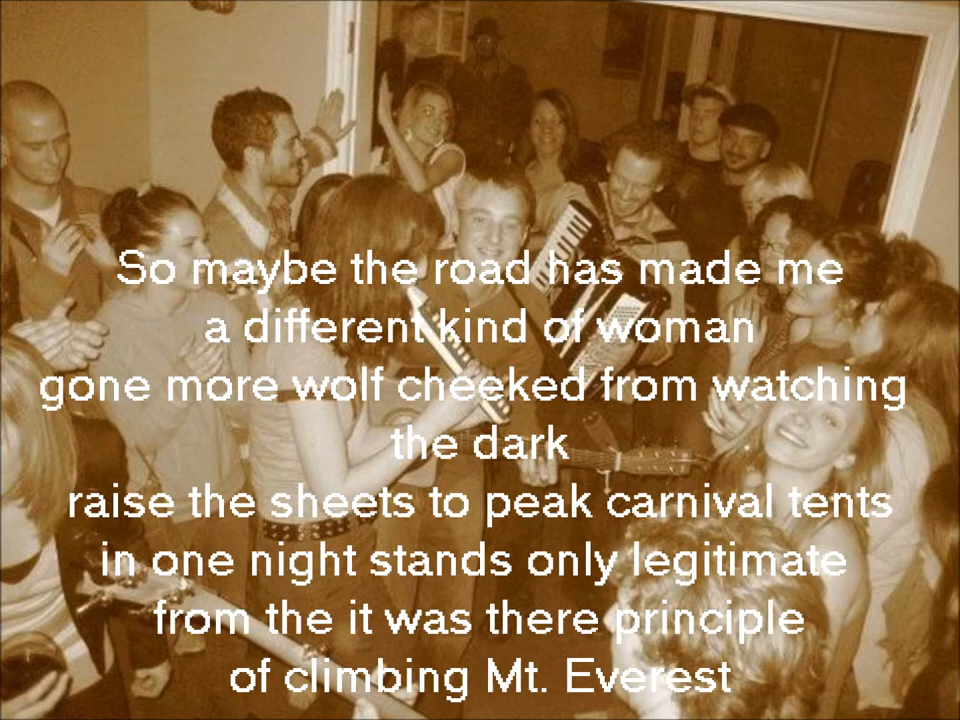 So maybe the road has made me
a different kind of woman
gone more wolf cheeked from watching
the dark
raise the sheets to peak carnival tents
in one night stands only legitimate
from the it was there principle
of climbing Mt. Everest